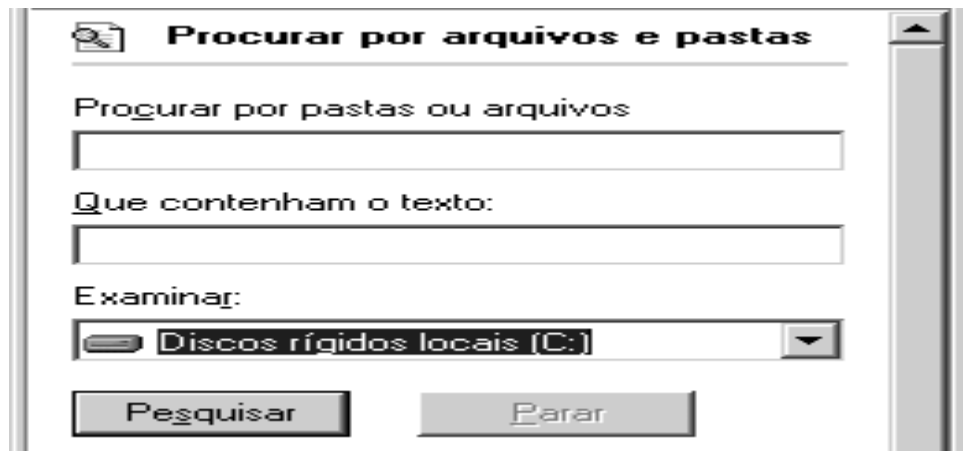 Procurar por arquivos e pastas
Procurar por pastas ou arquivos
Que contenham o texto:
Examinar:
Discos rígidos locais (C:)
Pesquisar Parar